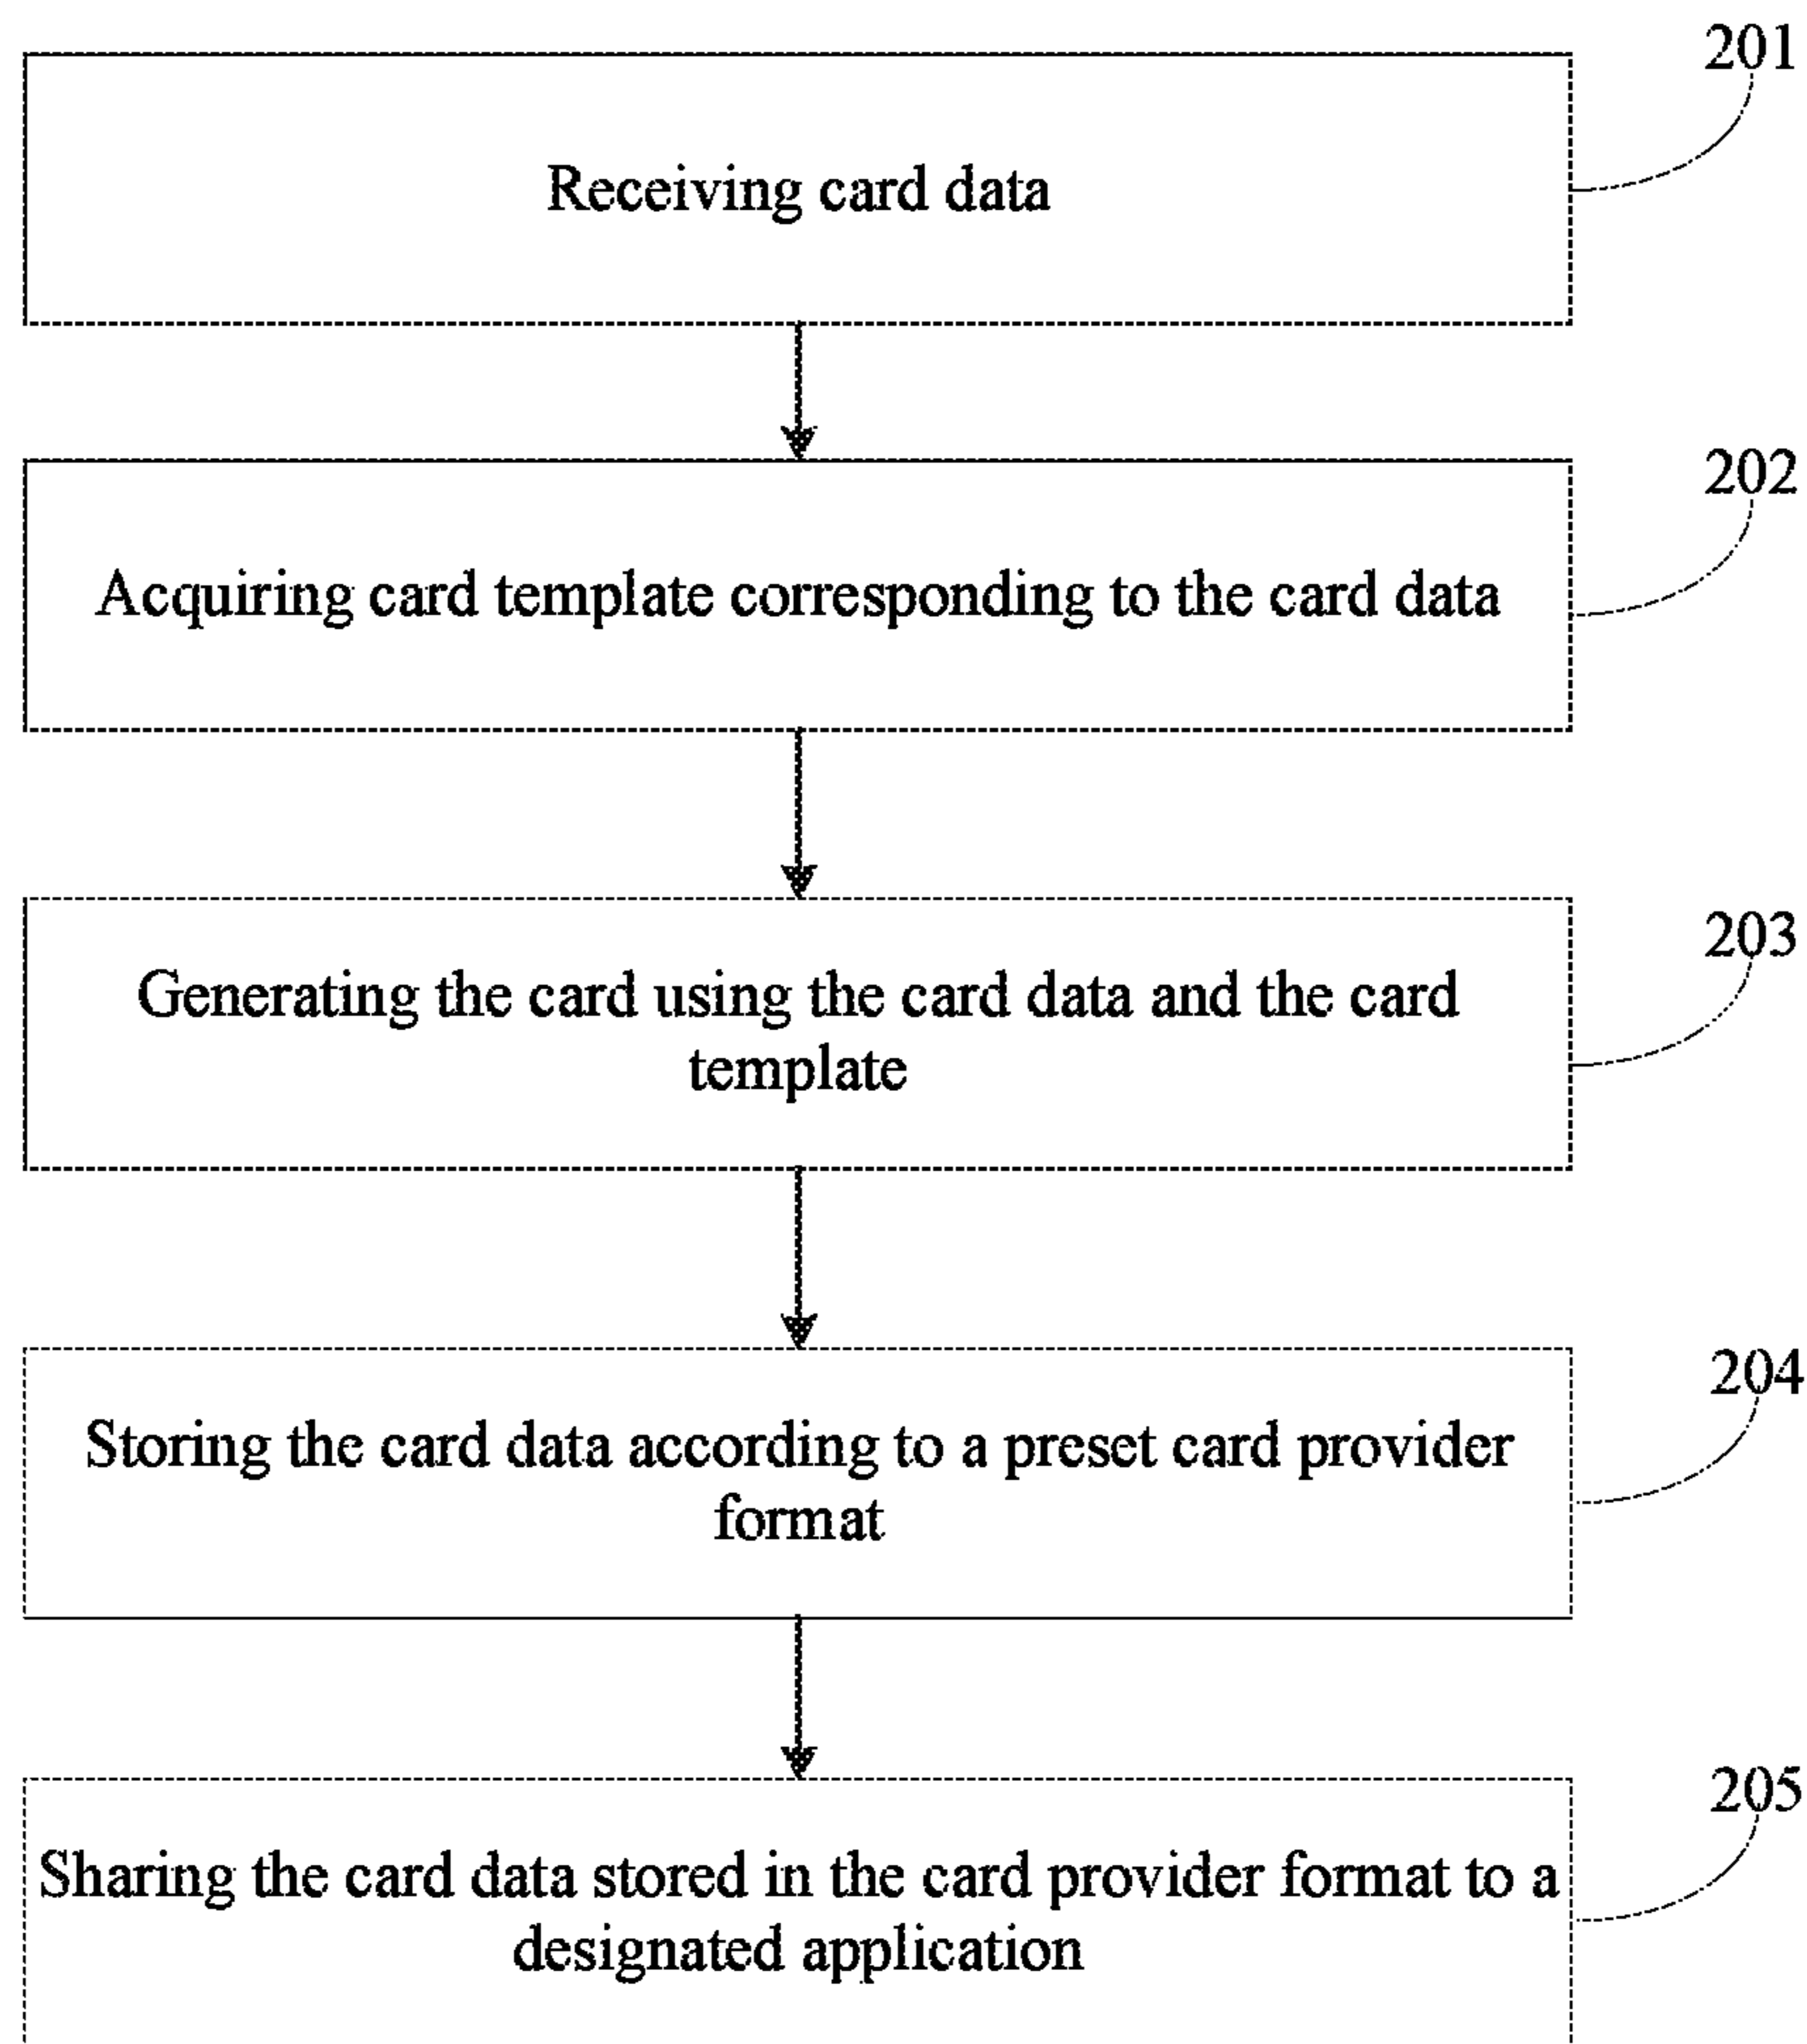 201
Receiving card data
202
Acquiring card template corresponding to the card data
203
Generating the card using the card data and the card
template
204
Storing the card data according to a preset card provider
format
205
Sharing the card data stored in the card provider format to a
designated application